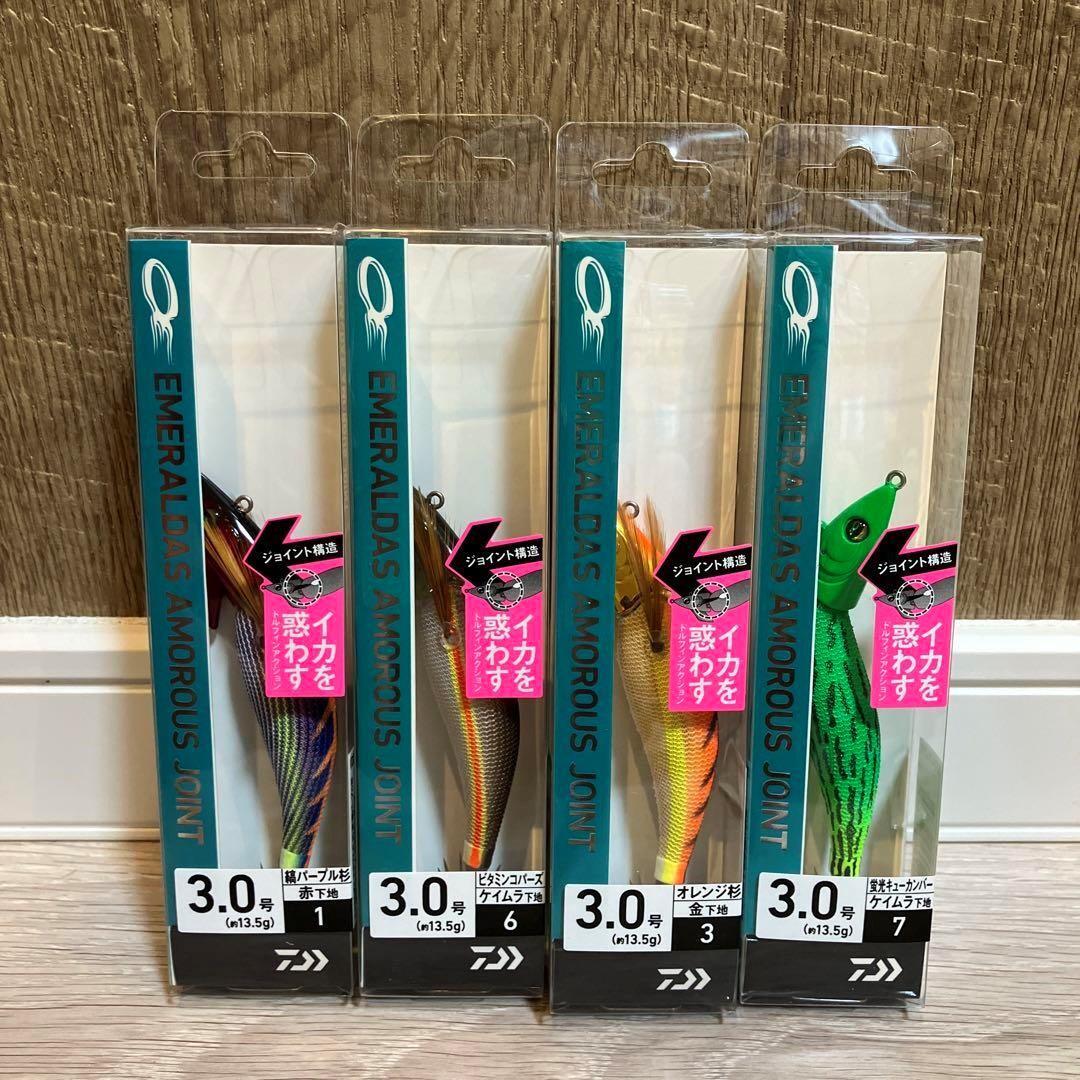 EMERALDAS AMOROUS JOINT
ジョイント構造
イカを
惑わす
トルフィンアクション
3.0号
(約13.5g)
縞パープル杉
赤下地
1
EMERALDAS AMOROUS JOINT
ジョイント構造
イカを
惑わす
トルフィンアクション
3.0号
(約13.5g)
ビタミンコバーズ
ケイムラ下地
6
EMERALDAS AMOROUS JOINT
ジョイント構造
イカを
惑わす
トルフィンアクション
3.0号
(約13.5g)
オレンジ杉
金下地
3
EMERALDAS AMOROUS JOINT
ジョイント構造
イカを
惑わす
トルフィンアクション
3.0号
(約13.5g)
蛍光キューカンバー
ケイムラ下地
7